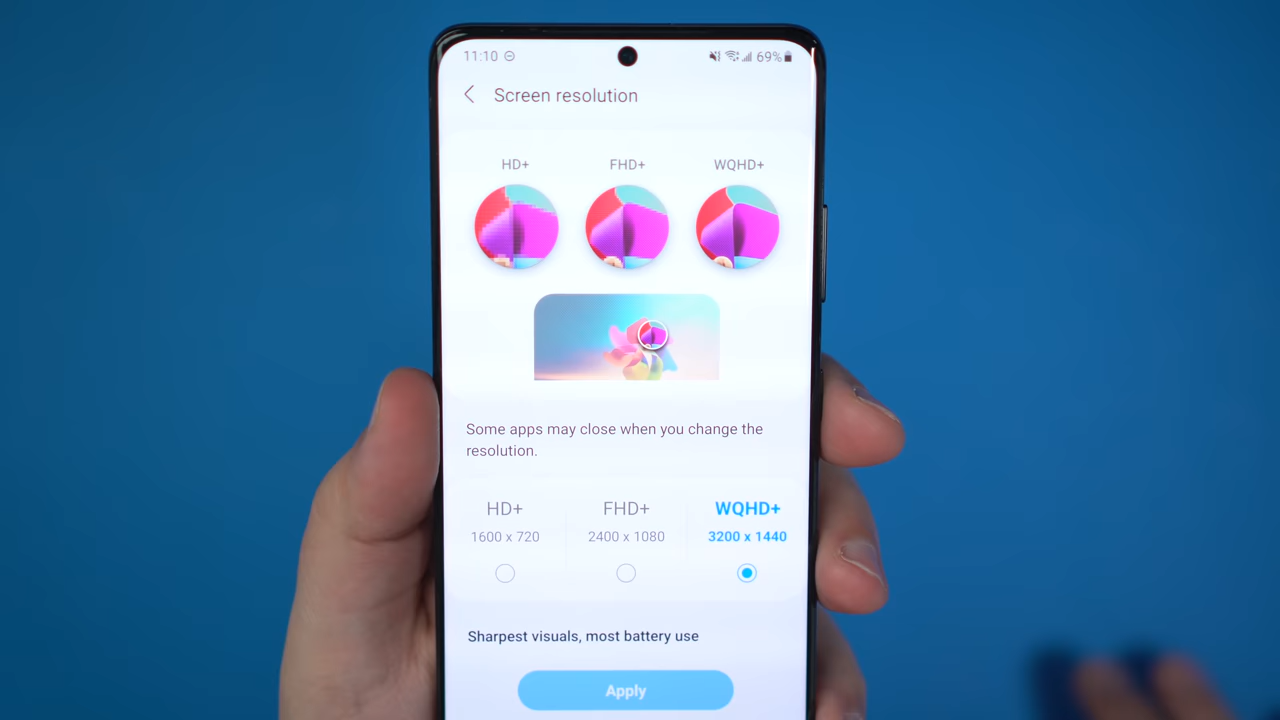 11:10 69%
Screen resolution
HD+ FHD+ WQHD+
Some apps may close when you change the
resolution.
HD+ FHD+ WQHD+
1600 x 720 2400 x 1080 3200 x 1440
Sharpest visuals, most battery use
Apply